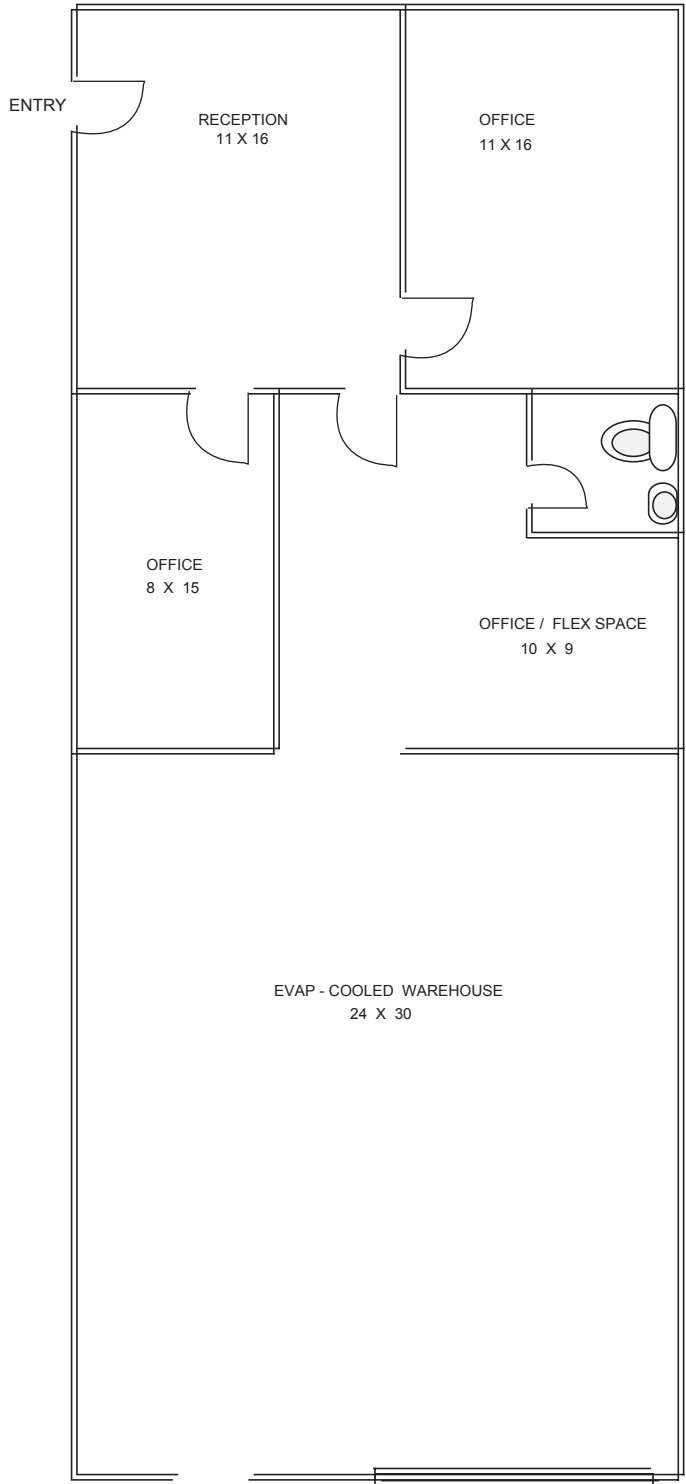 ENTRY
RECEPTION
11 X 16
OFFICE
11 X 16
OFFICE
8 X 15
OFFICE / FLEX SPACE
10 X 9
EVAP - COOLED WAREHOUSE
24 X 30